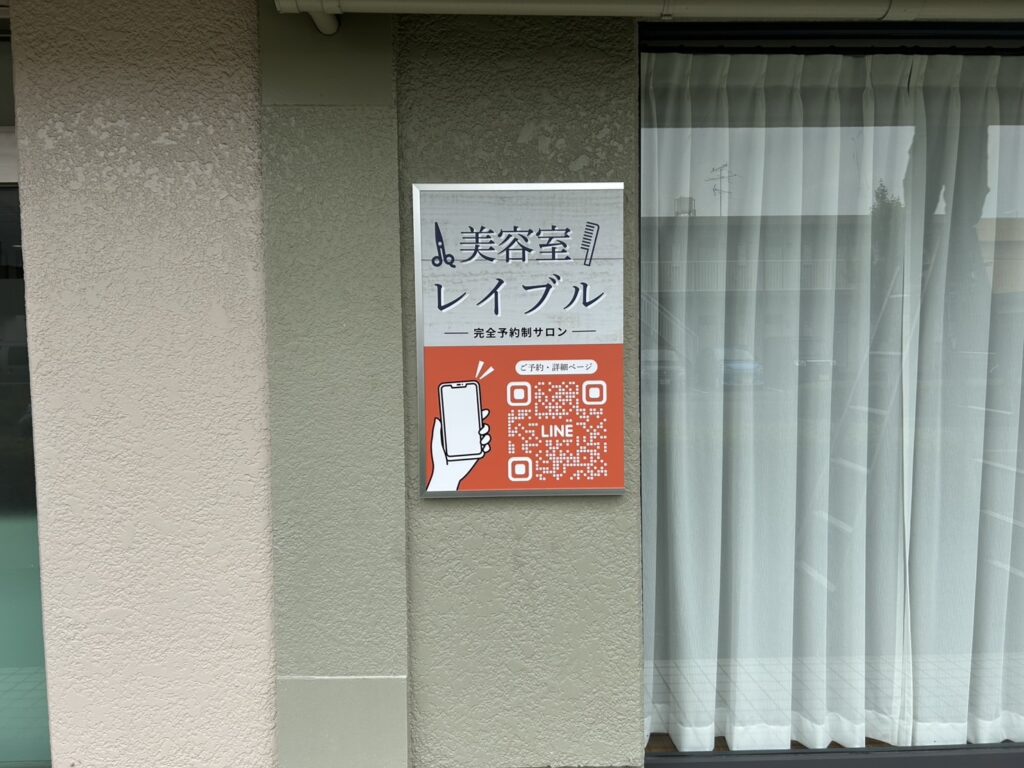 美容室
レイブル
完全予約制サロン
ご予約・詳細ページ
LINE